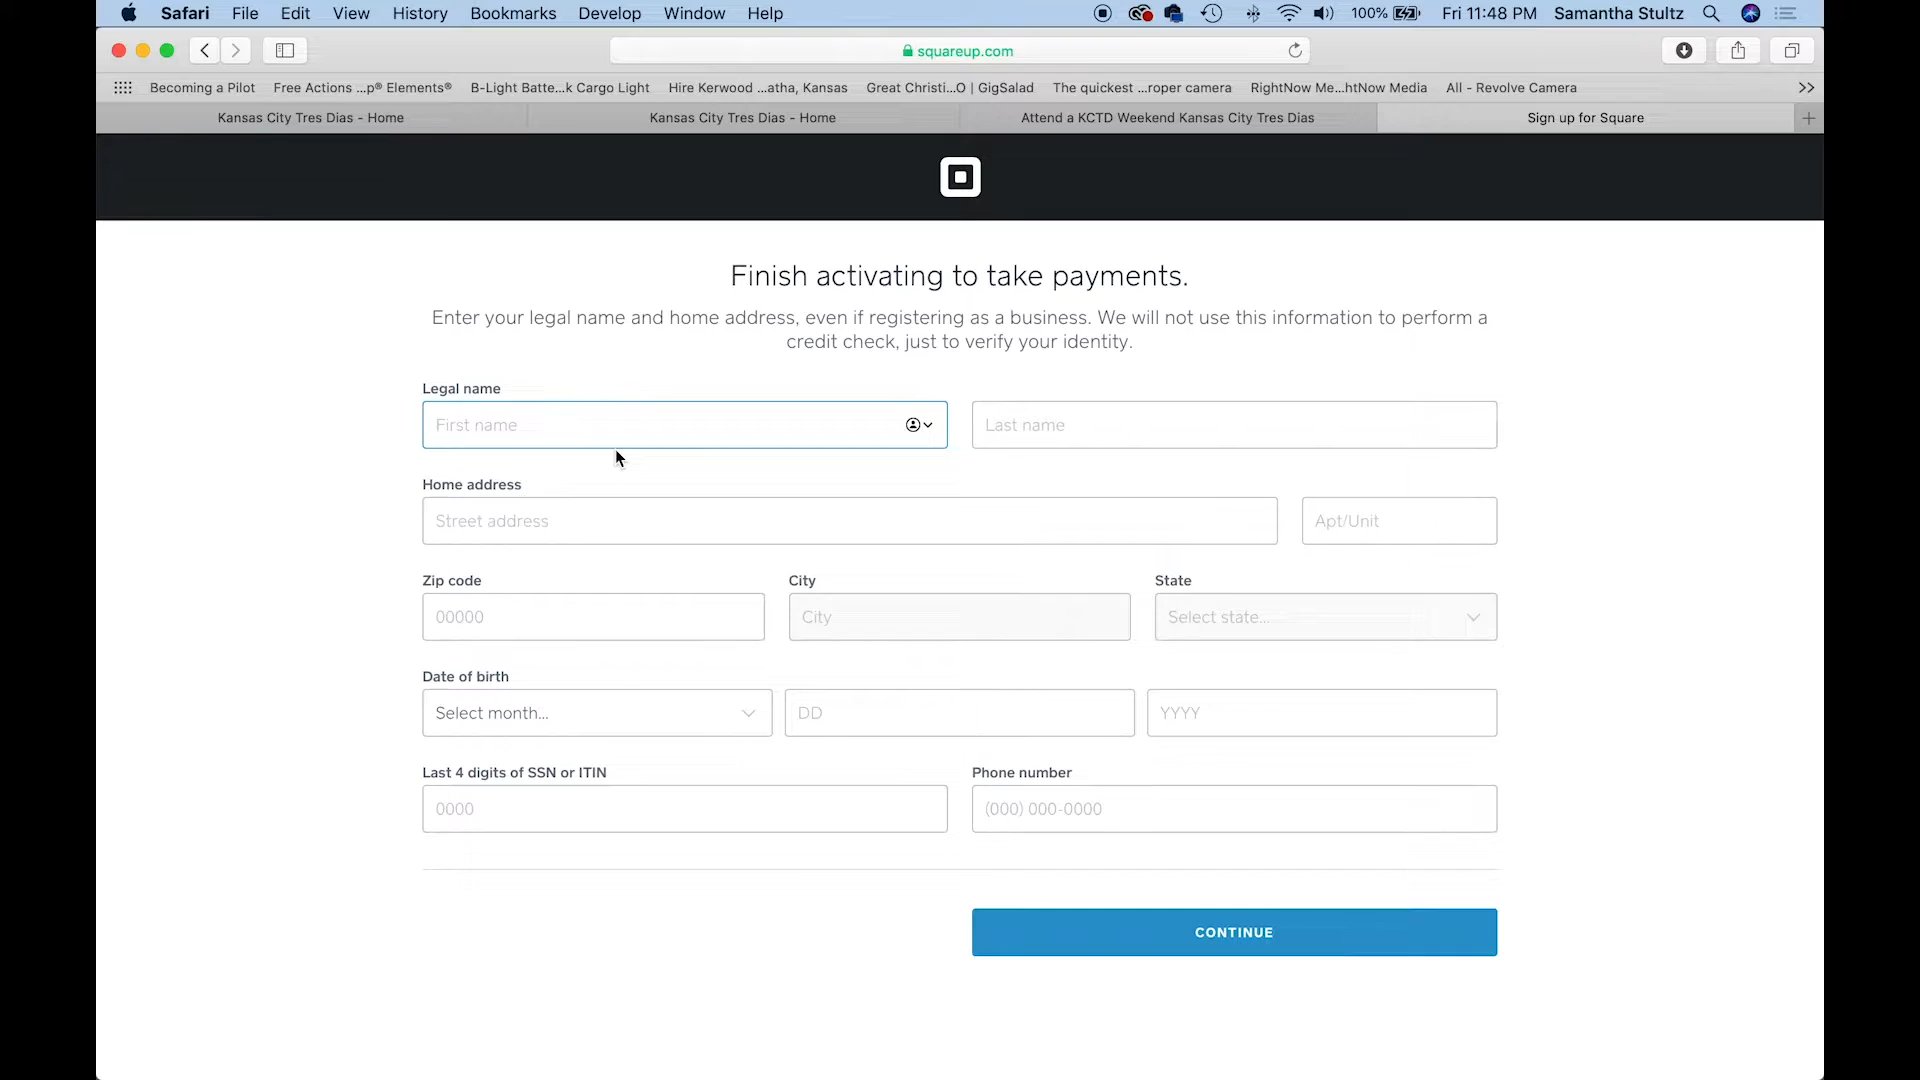 Safari File Edit View History Bookmarks Develop Window Help 100% Fri 11:48 PM Samantha Stultz
squareup.com
Becoming a Pilot Free Actions ...p® Elements® B-Light Batte...k Cargo Light Hire Kerwood ...atha, Kansas Great Christi...O | GigSalad The quickest ...roper camera RightNow Me...htNow Media All - Revolve Camera
Kansas City Tres Dias - Home Kansas City Tres Dias - Home Attend a KCTD Weekend Kansas City Tres Dias Sign up for Square
Finish activating to take payments.
Enter your legal name and home address, even if registering as a business. We will not use this information to perform a
credit check, just to verify your identity.
Legal name
First name Last name
Home address
Street address Apt/Unit
Zip code City State
00000 City Select state...
Date of birth
Select month... DD YYYY
Last 4 digits of SSN or ITIN Phone number
0000 (000) 000-0000
CONTINUE